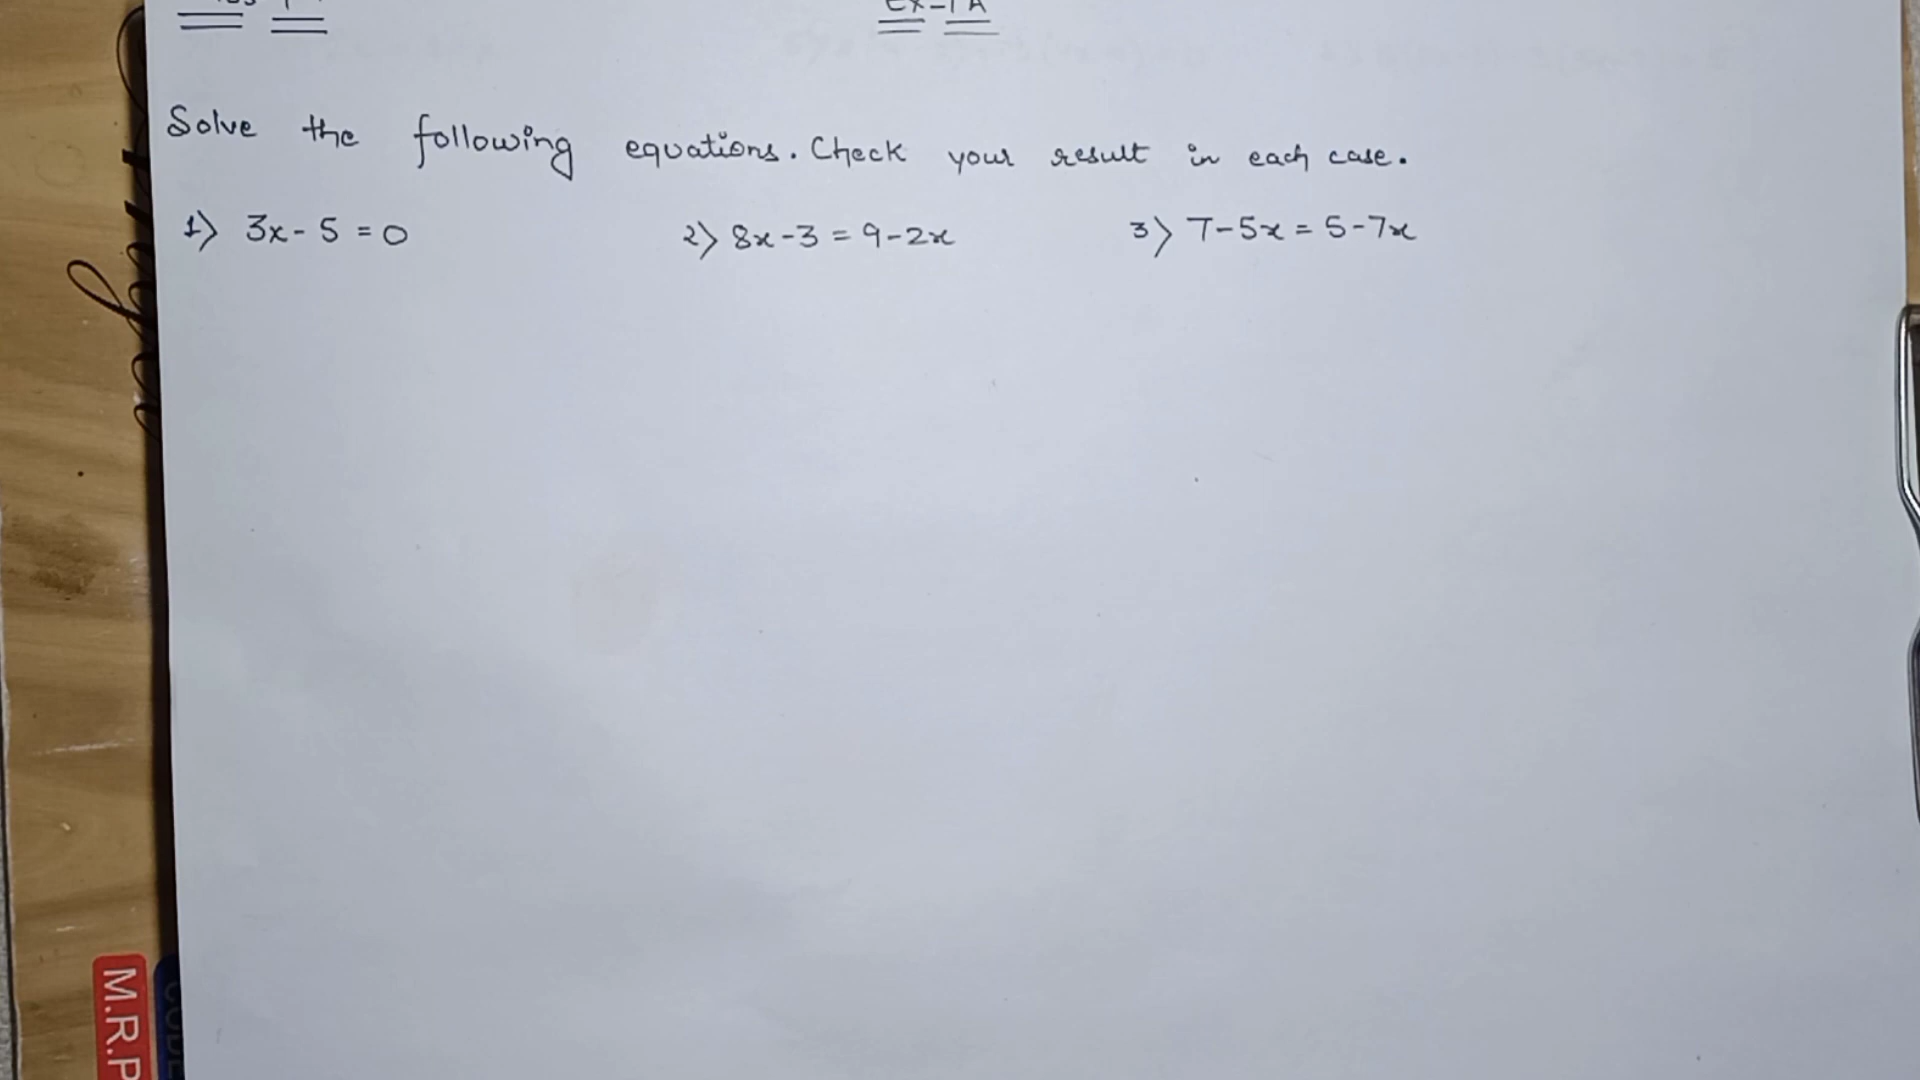 Solve the following equations. Check your result in each case.
1) 3x - 5 = 0 2) 8x - 3 = 9 - 2x 3) 7 - 5x = 5 - 7x
M.R.P